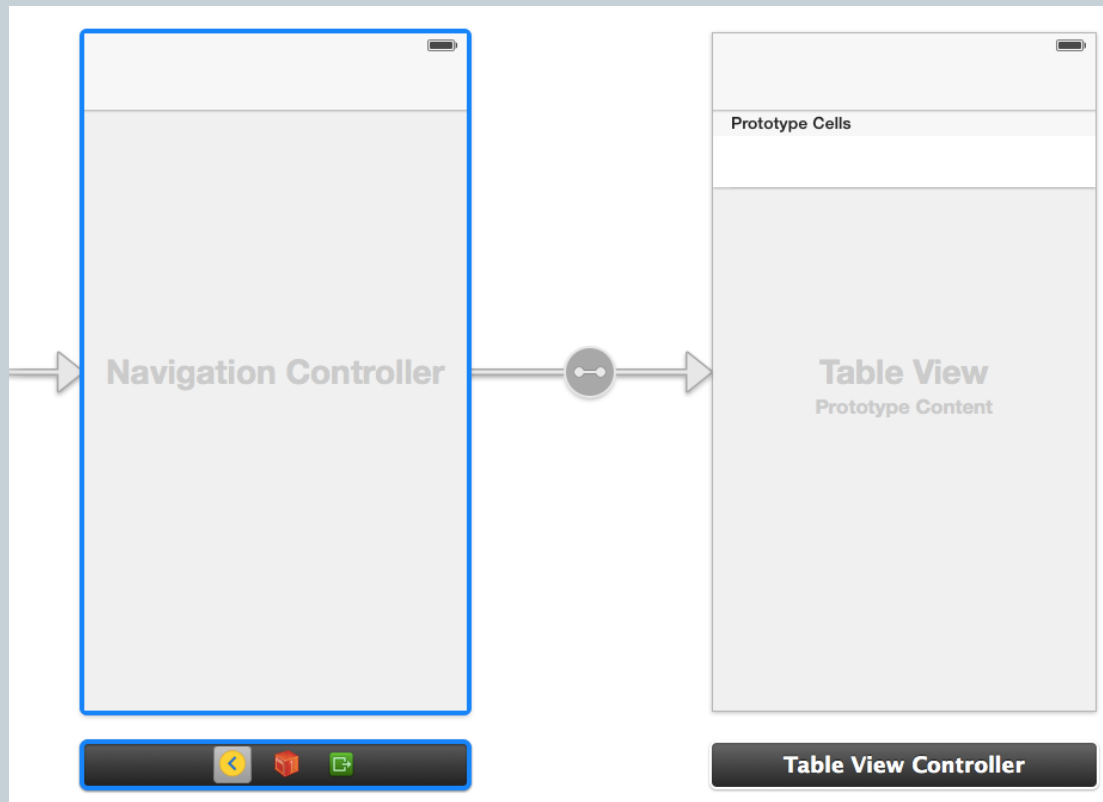 Prototype Cells
Navigation Controller
Table View
Prototype Content
Table View Controller